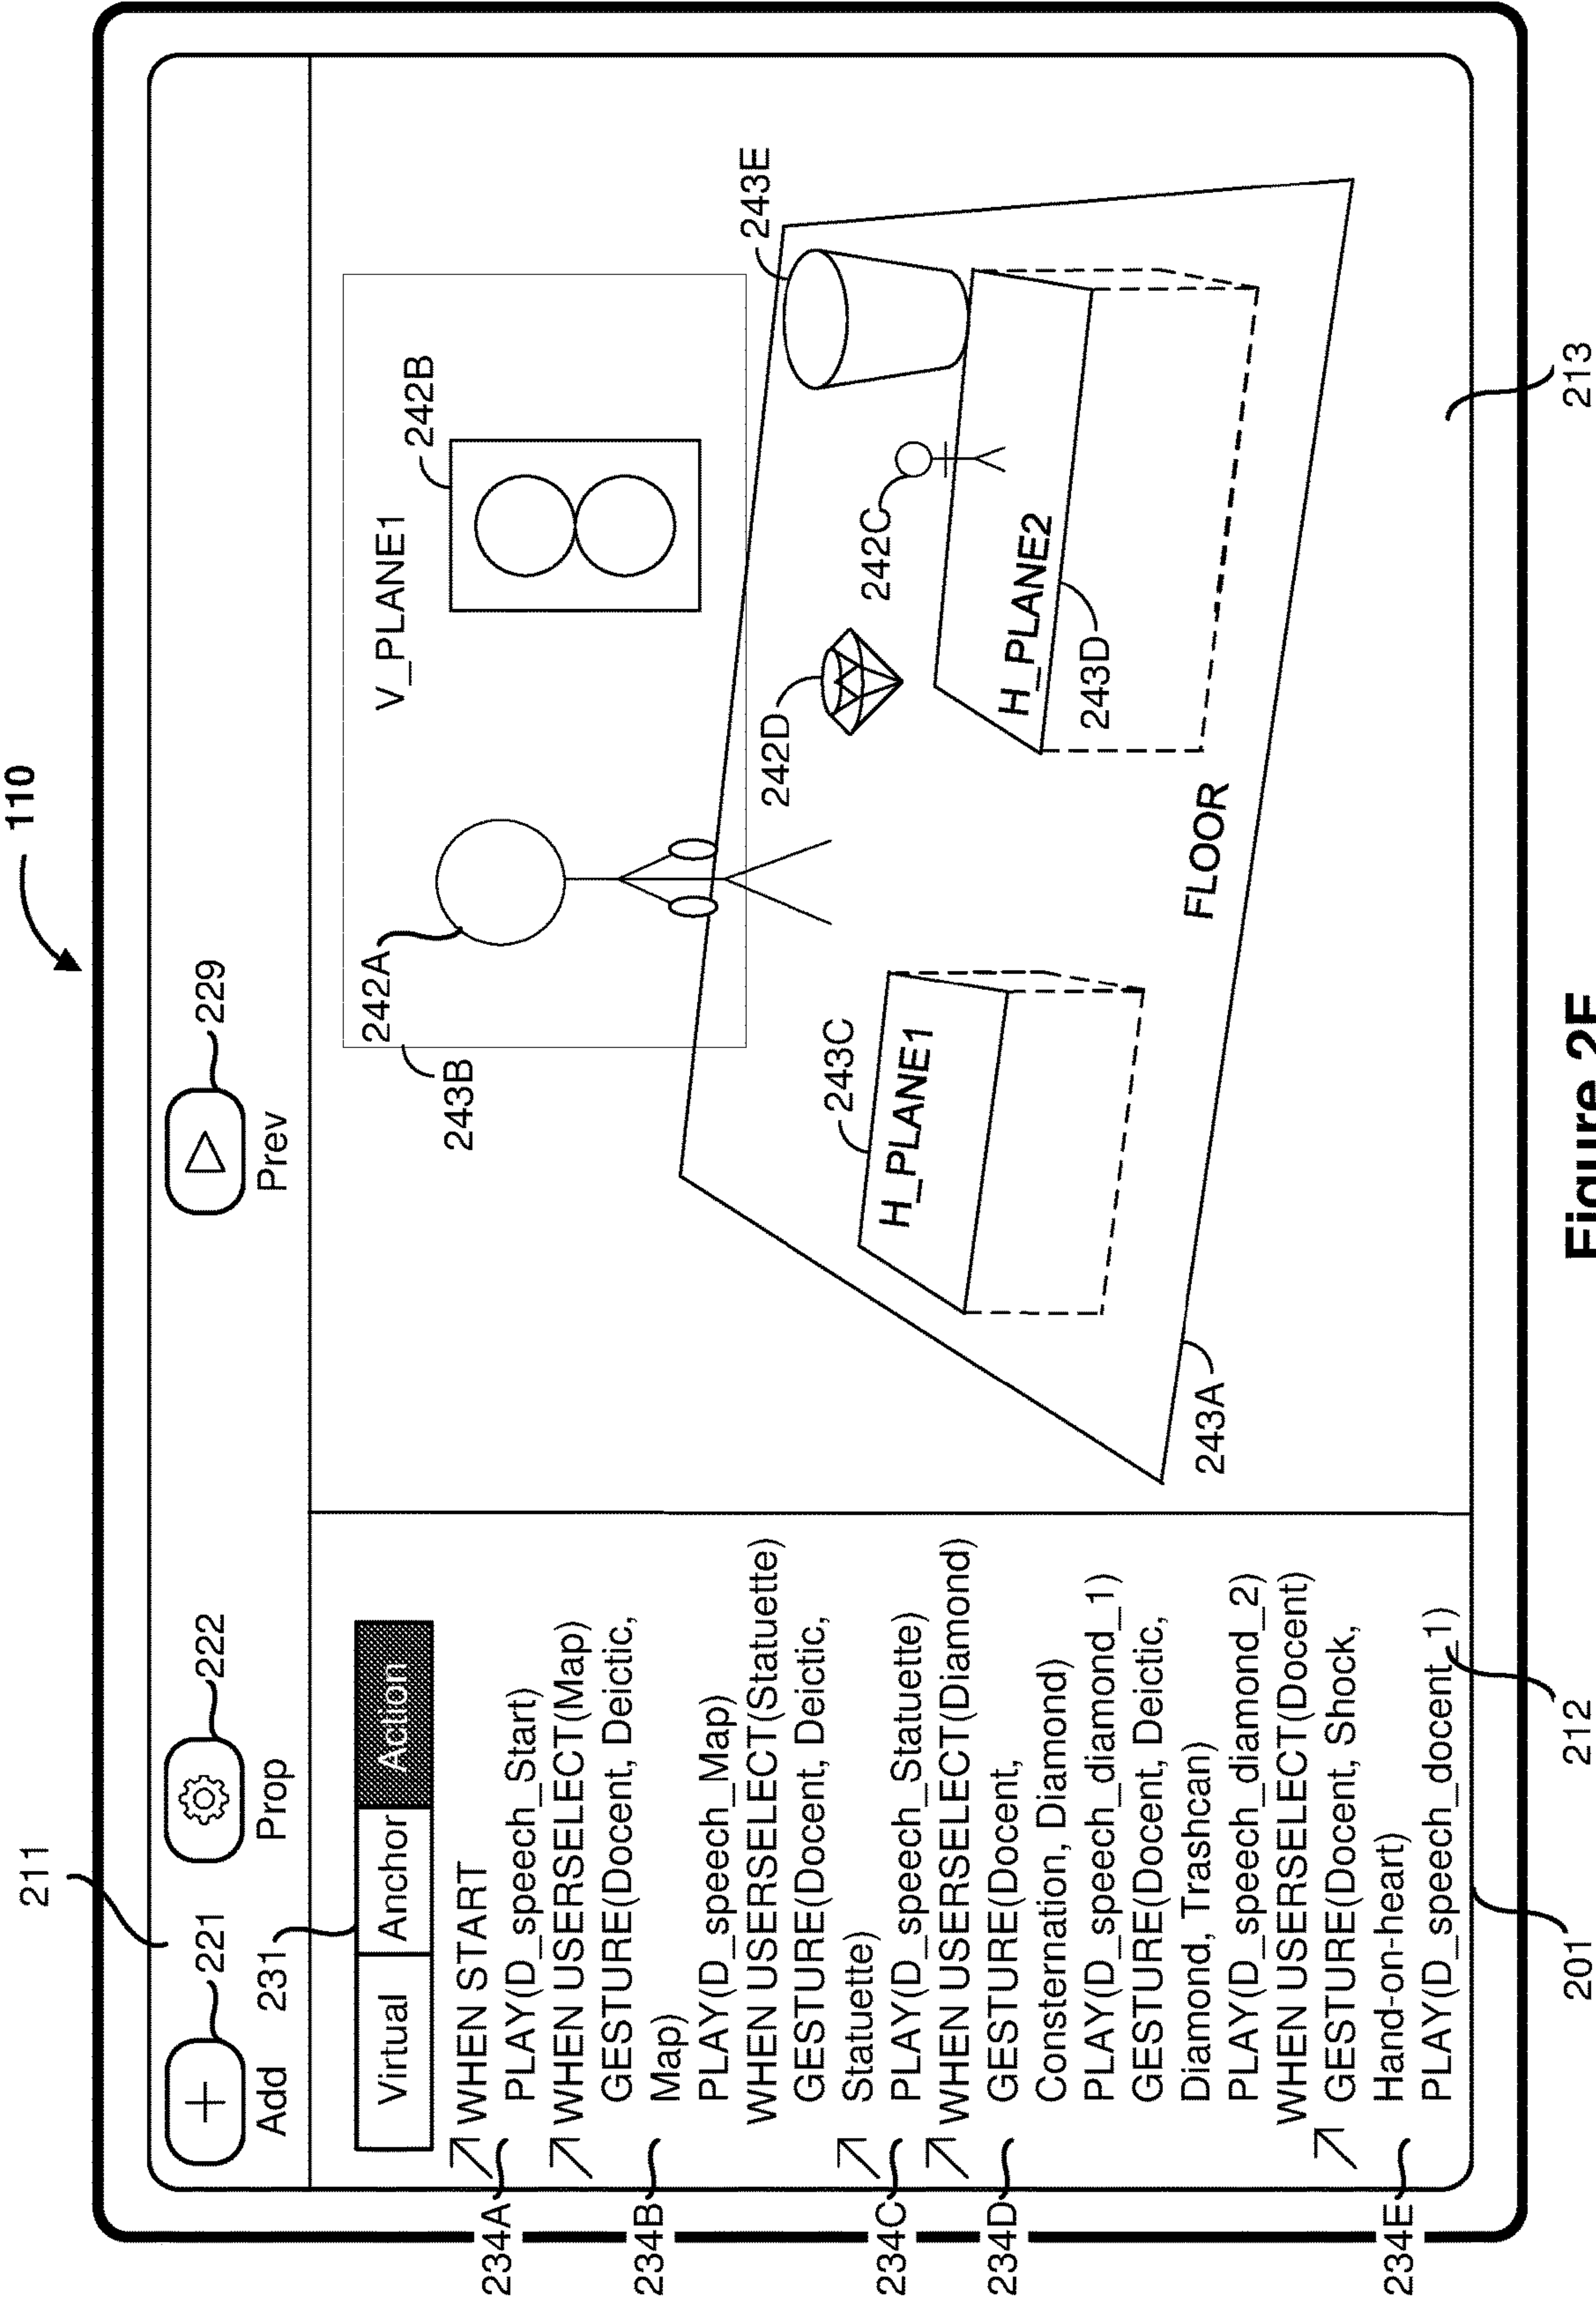 110
211
221
222
229
Add
Prop
Prev
231
Virtual Anchor Action
WHEN START
PLAY(D_speech_Start)
WHEN USERSELECT(Map)
GESTURE(Docent, Deictic,
Map)
PLAY(D_speech_Map)
WHEN USERSELECT(Statuette)
GESTURE(Docent, Deictic,
Statuette)
PLAY(D_speech_Statuette)
WHEN USERSELECT(Diamond)
GESTURE(Docent,
Consternation, Diamond)
PLAY(D_speech_diamond_1)
GESTURE(Docent, Deictic,
Diamond, Trashcan)
PLAY(D_speech_diamond_2)
WHEN USERSELECT(Docent)
GESTURE(Docent, Shock,
Hand-on-heart)
PLAY(D_speech_docent_1)
234A
234B
234C
234D
234E
242A
V_PLANE1
242B
243B
243E
242D
242C
243C
H_PLANE1
H_PLANE2
243D
FLOOR
243A
201
212
213